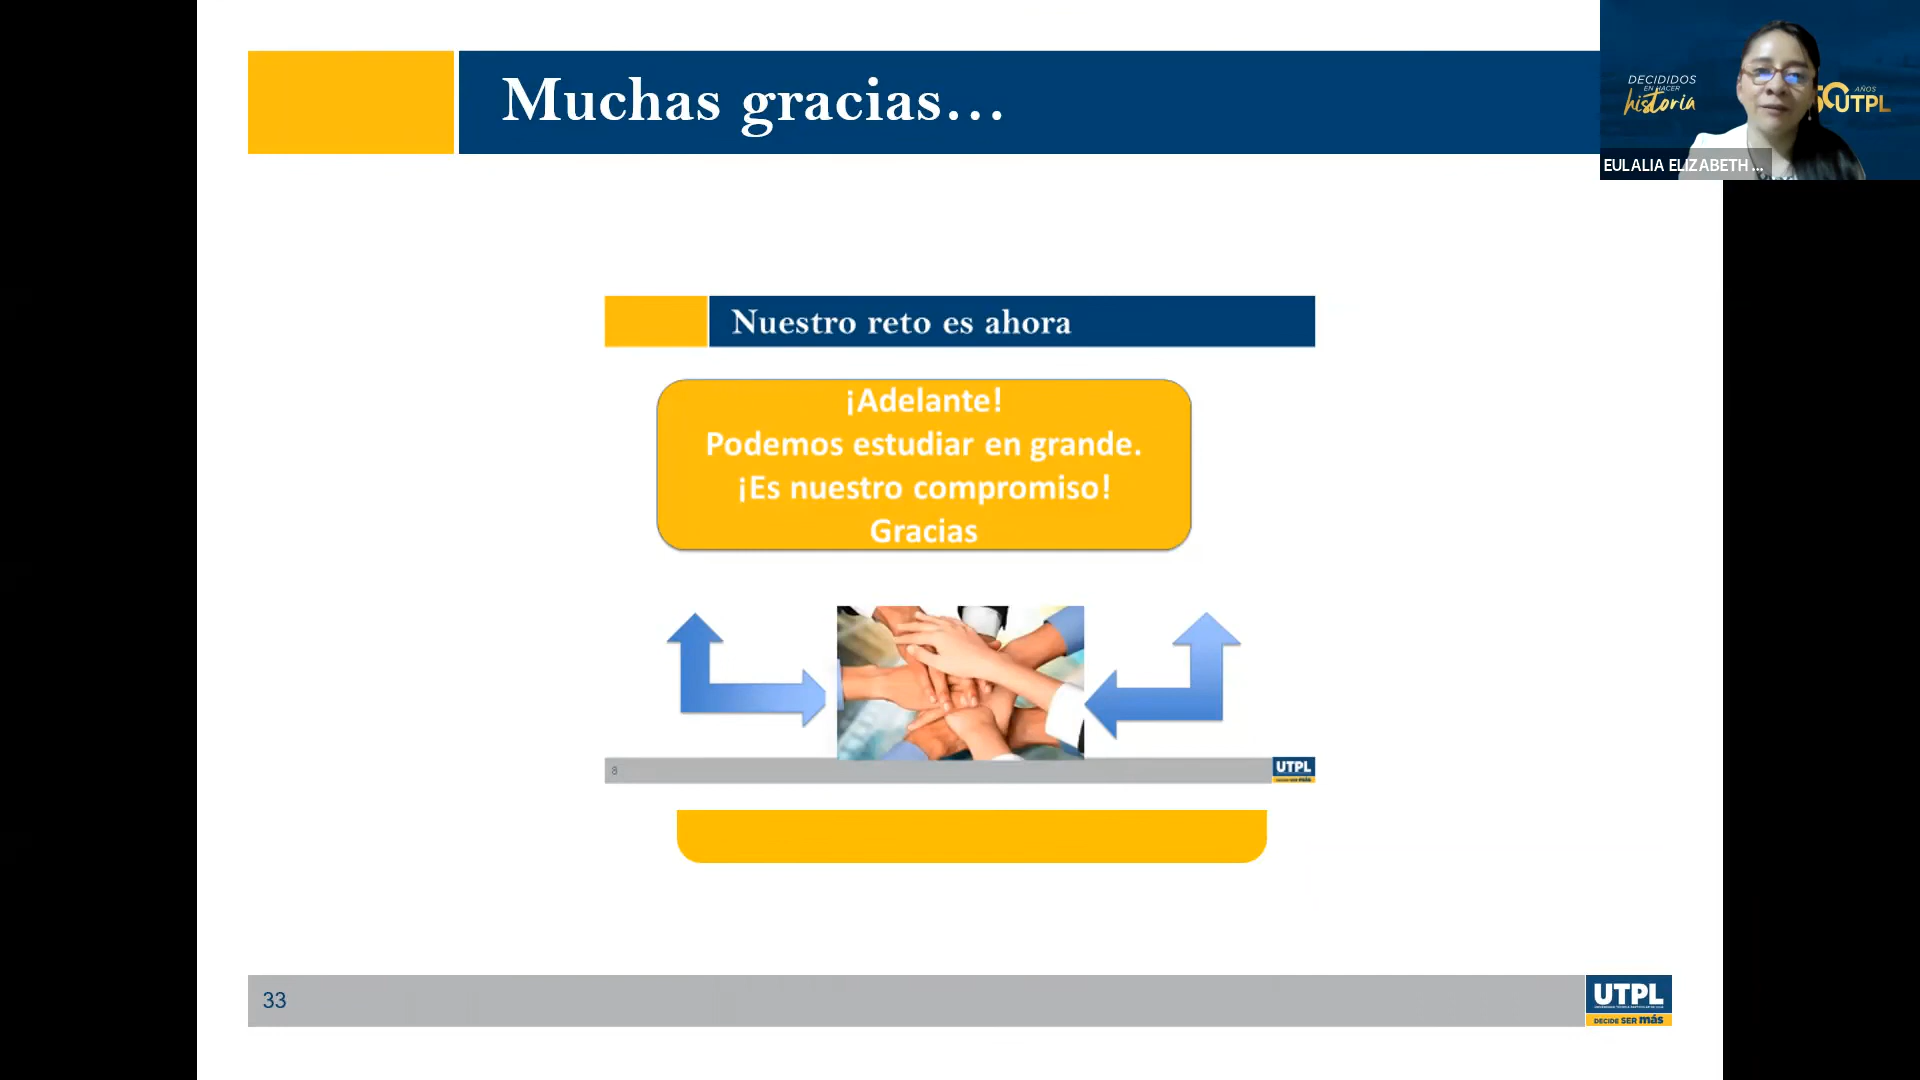 Muchas gracias...
DECIDIDOS
EN HACER
historia
AÑOS
UTPL
EULALIA ELIZABETH ...
Nuestro reto es ahora
¡Adelante!
Podemos estudiar en grande.
¡Es nuestro compromiso!
Gracias
8
UTPL
33
UTPL
DECIDE SER más